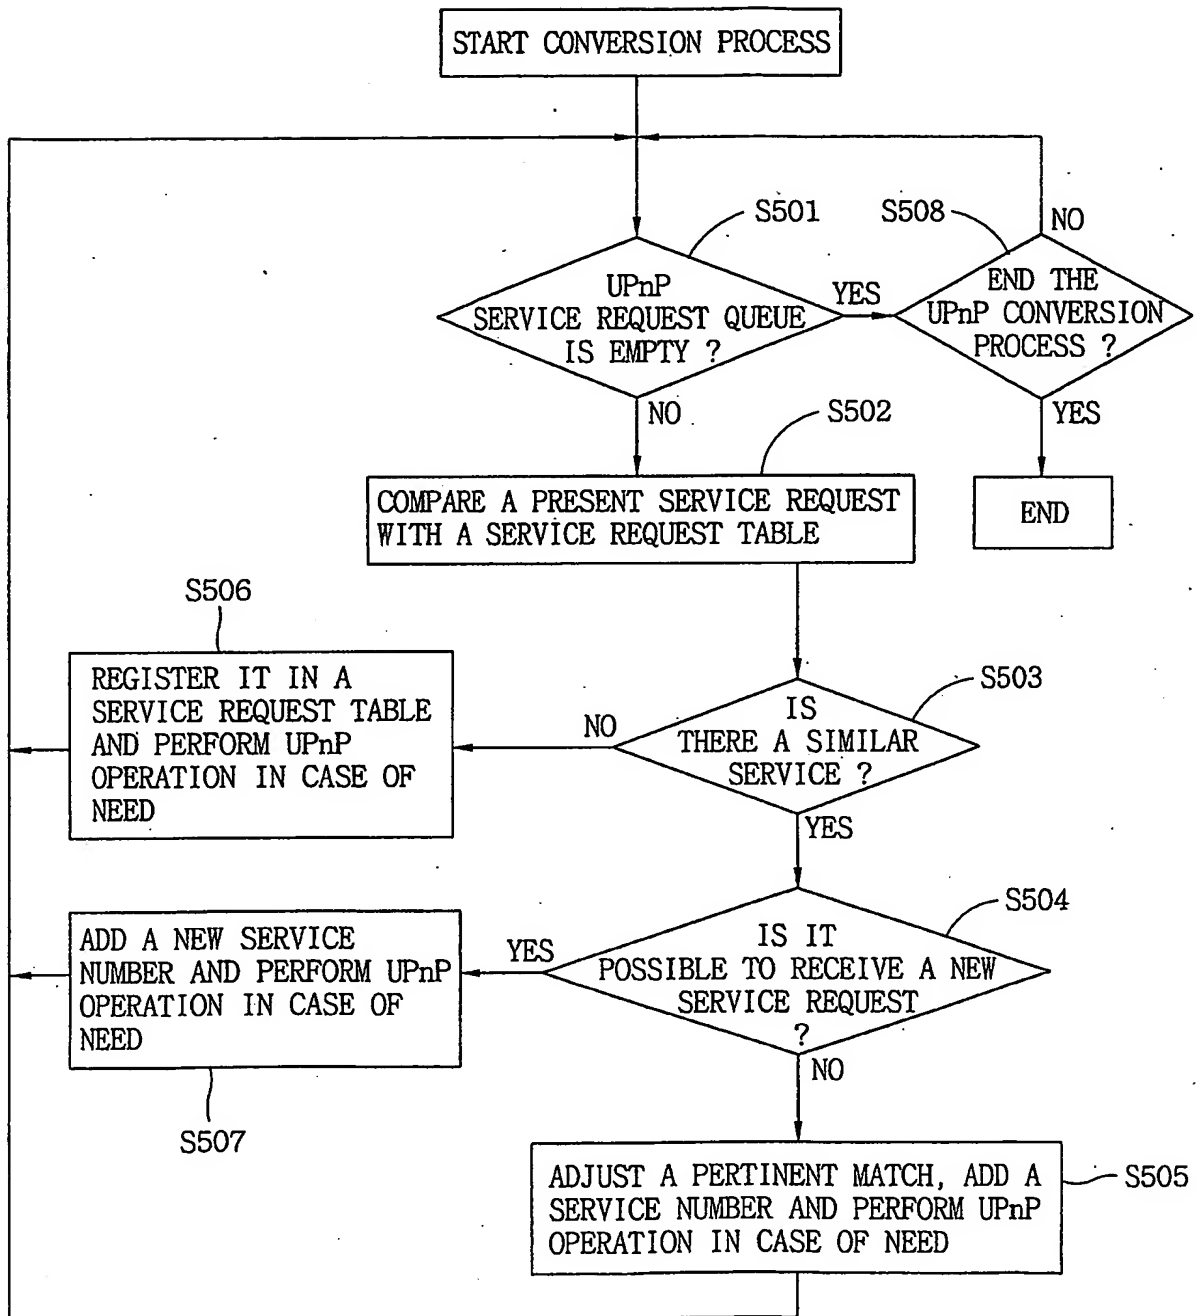 START CONVERSION PROCESS
S501
S508
NO
UPnP
SERVICE REQUEST QUEUE
IS EMPTY ?
YES
END THE
UPnP CONVERSION
PROCESS ?
NO
YES
S502
COMPARE A PRESENT SERVICE REQUEST
WITH A SERVICE REQUEST TABLE
END
S506
REGISTER IT IN A
SERVICE REQUEST TABLE
AND PERFORM UPnP
OPERATION IN CASE OF
NEED
NO
S503
IS
THERE A SIMILAR
SERVICE ?
YES
S504
ADD A NEW SERVICE
NUMBER AND PERFORM UPnP
OPERATION IN CASE OF
NEED
YES
IS IT
POSSIBLE TO RECEIVE A NEW
SERVICE REQUEST
?
NO
S507
ADJUST A PERTINENT MATCH, ADD A
SERVICE NUMBER AND PERFORM UPnP
OPERATION IN CASE OF NEED
S505